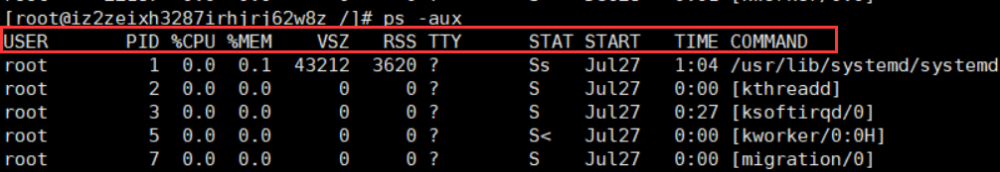 [root@iz2zeixh3287irhjrj62w8z /]# ps -aux
USER PID %CPU %MEM VSZ RSS TTY STAT START TIME COMMAND
root 1 0.0 0.1 43212 3620 ? Ss Jul27 1:04 /usr/lib/systemd/systemd
root 2 0.0 0.0 0 0 ? S Jul27 0:00 [kthreadd]
root 3 0.0 0.0 0 0 ? S Jul27 0:27 [ksoftirqd/0]
root 5 0.0 0.0 0 0 ? S< Jul27 0:00 [kworker/0:0H]
root 7 0.0 0.0 0 0 ? S Jul27 0:00 [migration/0]